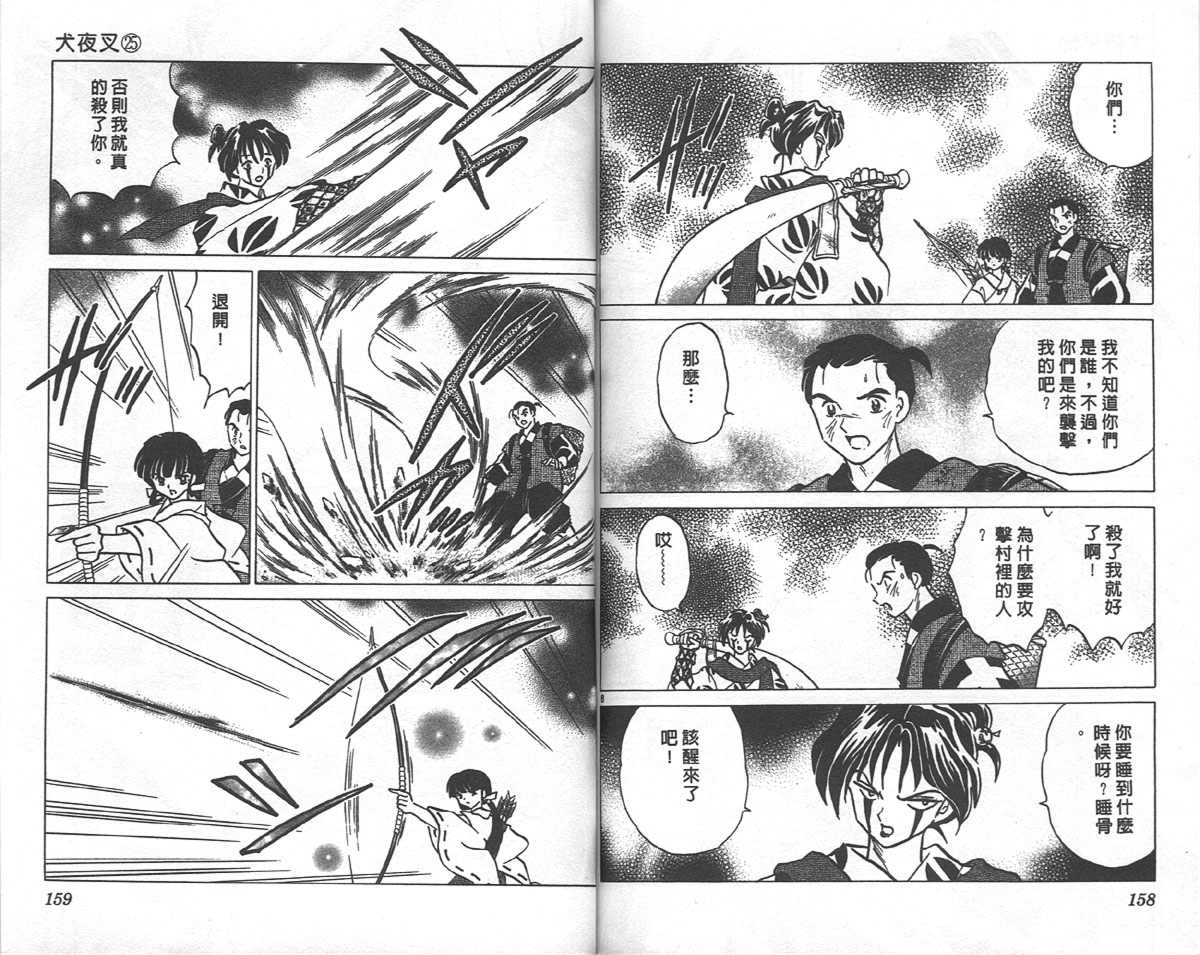 你們…
我不知道你們
是誰，不過，
你們是來襲擊
我的吧？
那麼…
殺了我就好
了啊！
為什麼要攻
擊村裡的人
？
哎~~~~
你要睡到什麼
時候呀？睡骨
。
該醒來了
吧！
158
犬夜叉㉕
否則我就真
的殺了你。
退開！
159